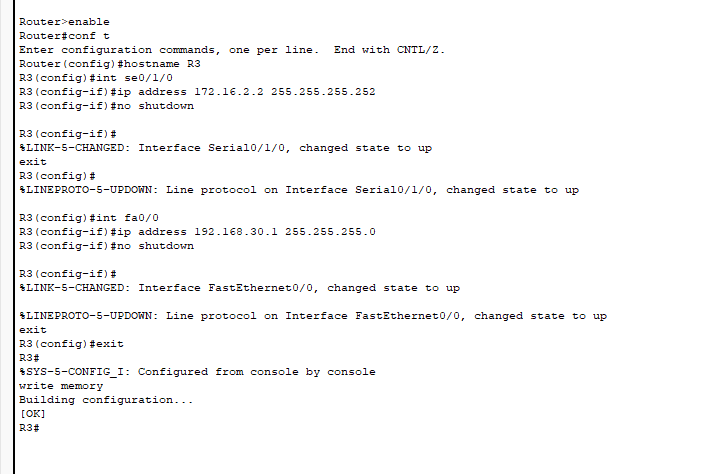 Router>enable
Router#conf t
Enter configuration commands, one per line.  End with CNTL/Z.
Router(config)#hostname R3
R3(config)#int se0/1/0
R3(config-if)#ip address 172.16.2.2 255.255.255.252
R3(config-if)#no shutdown
R3(config-if)#
%LINK-5-CHANGED: Interface Serial0/1/0, changed state to up
exit
R3(config)#
%LINEPROTO-5-UPDOWN: Line protocol on Interface Serial0/1/0, changed state to up
R3(config)#int fa0/0
R3(config-if)#ip address 192.168.30.1 255.255.255.0
R3(config-if)#no shutdown
R3(config-if)#
%LINK-5-CHANGED: Interface FastEthernet0/0, changed state to up
%LINEPROTO-5-UPDOWN: Line protocol on Interface FastEthernet0/0, changed state to up
exit
R3(config)#exit
R3#
%SYS-5-CONFIG_I: Configured from console by console
write memory
Building configuration...
[OK]
R3#